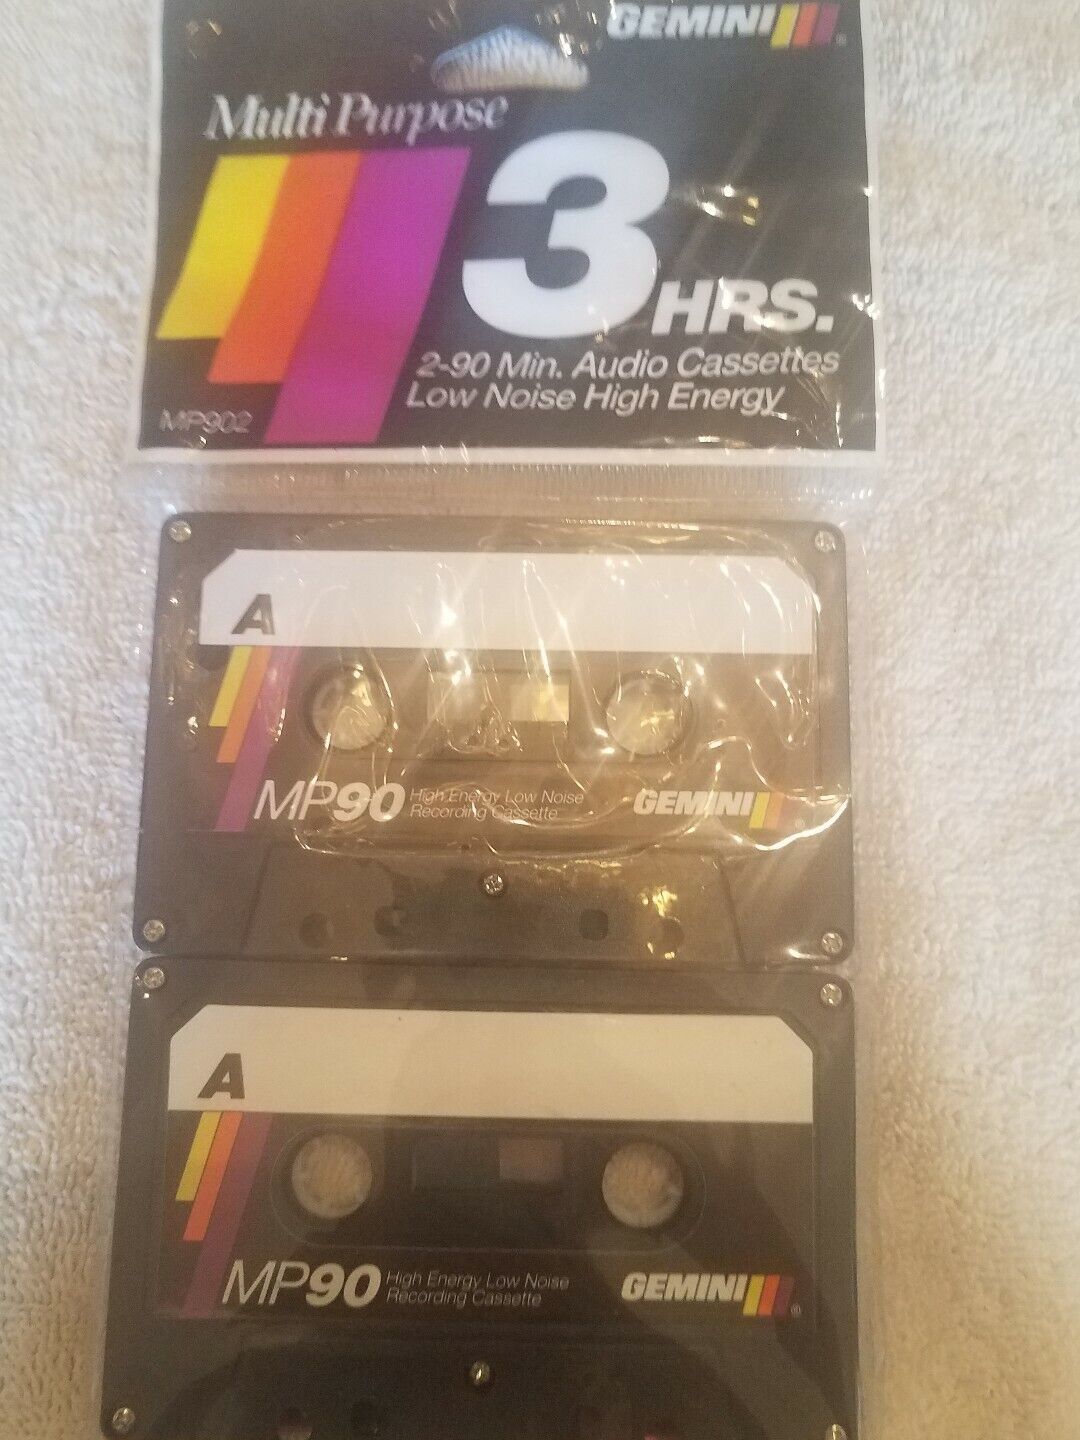 GEMINI ®
Multi Purpose
3 HRS.
2-90 Min. Audio Cassettes
Low Noise High Energy
MP902
A
MP90 High Energy Low Noise
Recording Cassette
GEMINI ®
A
MP90 High Energy Low Noise
Recording Cassette
GEMINI ®